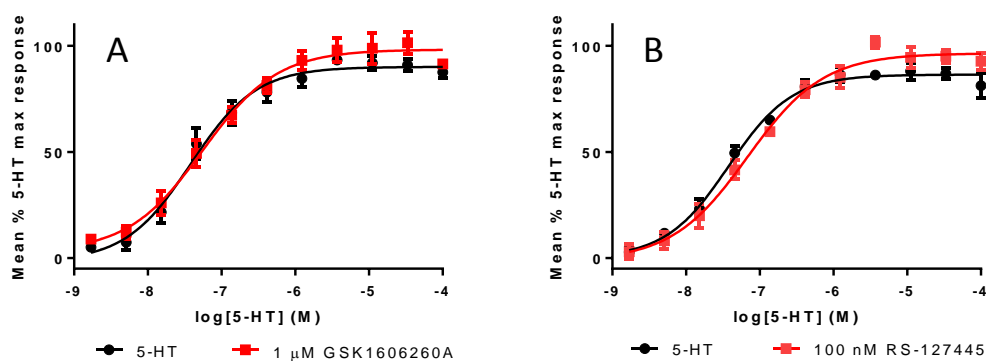 A
Mean % 5-HT max response
100
50
0
-9 -8 -7 -6 -5 -4
log[5-HT] (M)
5-HT 1 μM GSK1606260A
B
Mean % 5-HT max response
100
50
0
-9 -8 -7 -6 -5 -4
log[5-HT] (M)
5-HT 100 nM RS-127445